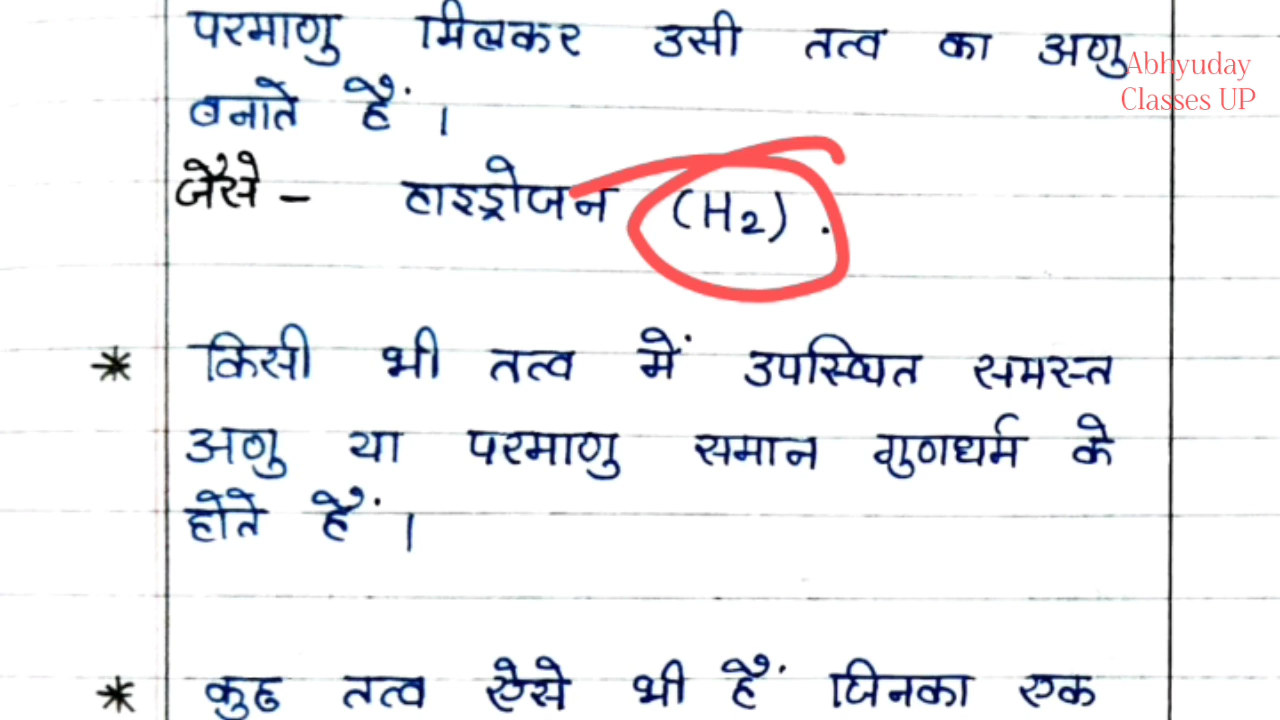 परमाणु मिलकर उसी तत्व का अणु
Abhyuday
Classes UP
बनाते हैं ।
जैसे - हाइड्रोजन (H₂) .
* किसी भी तत्व में उपस्थित समस्त
अणु या परमाणु समान गुणधर्म के
होते हैं ।
* कुछ तत्व ऐसे भी हैं जिनका एक